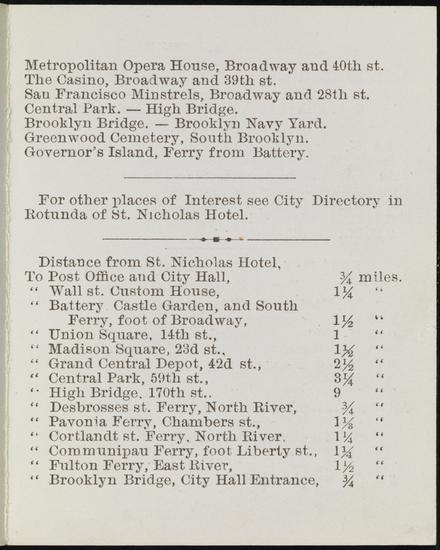 Metropolitan Opera House, Broadway and 40th st.
The Casino, Broadway and 39th st.
San Francisco Minstrels, Broadway and 28th st.
Central Park. — High Bridge.
Brooklyn Bridge. — Brooklyn Navy Yard.
Greenwood Cemetery, South Brooklyn.
Governor's Island, Ferry from Battery.
For other places of Interest see City Directory in
Rotunda of St. Nicholas Hotel.
Distance from St. Nicholas Hotel,
To Post Office and City Hall, ¾ miles.
“ Wall st. Custom House, 1¼ “
“ Battery Castle Garden, and South
Ferry, foot of Broadway, 1½ “
“ Union Square, 14th st., 1 “
“ Madison Square, 23d st., 1½ “
“ Grand Central Depot, 42d st., 2½ “
“ Central Park, 59th st., 3¼ “
“ High Bridge, 170th st.. 9 “
“ Desbrosses st. Ferry, North River, ¾ “
“ Pavonia Ferry, Chambers st., 1⅛ “
“ Cortlandt st. Ferry, North River. 1¼ “
“ Communipau Ferry, foot Liberty st., 1¼ “
“ Fulton Ferry, East River, 1½ “
“ Brooklyn Bridge, City Hall Entrance, ¾ “